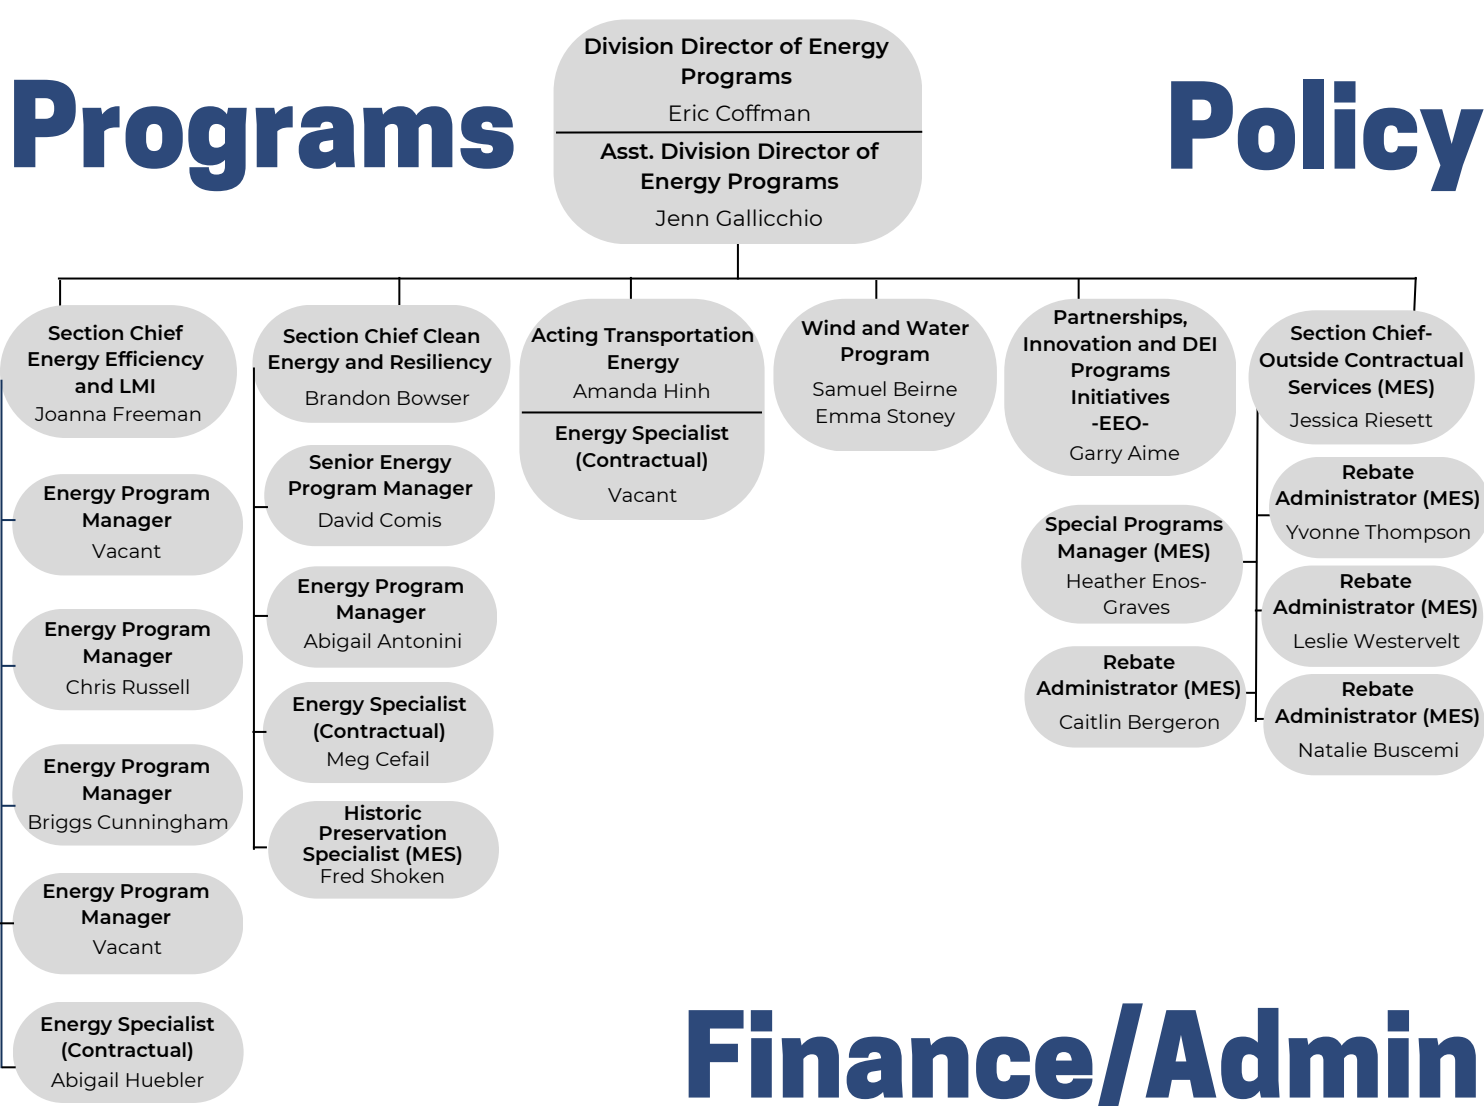 Programs
Policy
Division Director of Energy
Programs
Eric Coffman
Asst. Division Director of
Energy Programs
Jenn Gallicchio
Section Chief
Energy Efficiency
and LMI
Joanna Freeman
Energy Program
Manager
Vacant
Energy Program
Manager
Chris Russell
Energy Program
Manager
Briggs Cunningham
Energy Program
Manager
Vacant
Energy Specialist
(Contractual)
Abigail Huebler
Section Chief Clean
Energy and Resiliency
Brandon Bowser
Senior Energy
Program Manager
David Comis
Energy Program
Manager
Abigail Antonini
Energy Specialist
(Contractual)
Meg Cefail
Historic
Preservation
Specialist (MES)
Fred Shoken
Acting Transportation
Energy
Amanda Hinh
Energy Specialist
(Contractual)
Vacant
Wind and Water
Program
Samuel Beirne
Emma Stoney
Partnerships,
Innovation and DEI
Programs
Initiatives
-EEO-
Garry Aime
Special Programs
Manager (MES)
Heather Enos-
Graves
Rebate
Administrator (MES)
Caitlin Bergeron
Section Chief-
Outside Contractual
Services (MES)
Jessica Riesett
Rebate
Administrator (MES)
Yvonne Thompson
Rebate
Administrator (MES)
Leslie Westervelt
Rebate
Administrator (MES)
Natalie Buscemi
Finance/Admin